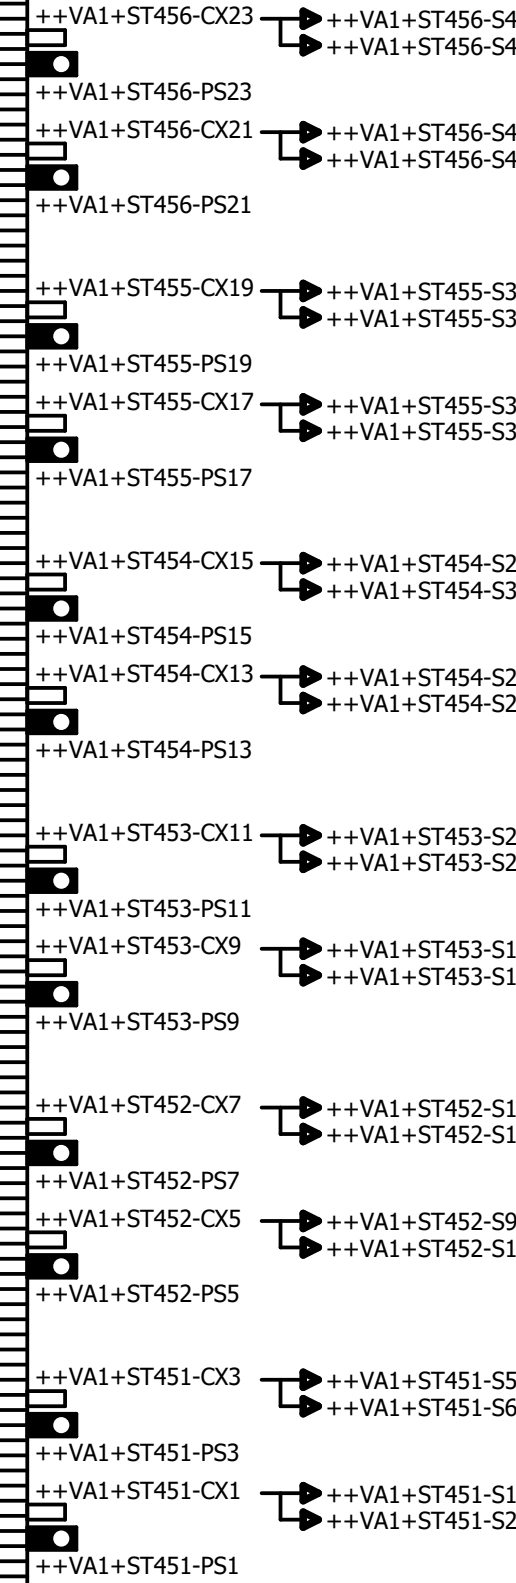 ++VA1+ST456-CX23 ++VA1+ST456-S4
++VA1+ST456-S4
++VA1+ST456-PS23
++VA1+ST456-CX21 ++VA1+ST456-S4
++VA1+ST456-S4
++VA1+ST456-PS21
++VA1+ST455-CX19 ++VA1+ST455-S3
++VA1+ST455-S3
++VA1+ST455-PS19
++VA1+ST455-CX17 ++VA1+ST455-S3
++VA1+ST455-S3
++VA1+ST455-PS17
++VA1+ST454-CX15 ++VA1+ST454-S2
++VA1+ST454-S3
++VA1+ST454-PS15
++VA1+ST454-CX13 ++VA1+ST454-S2
++VA1+ST454-S2
++VA1+ST454-PS13
++VA1+ST453-CX11 ++VA1+ST453-S2
++VA1+ST453-S2
++VA1+ST453-PS11
++VA1+ST453-CX9 ++VA1+ST453-S1
++VA1+ST453-S1
++VA1+ST453-PS9
++VA1+ST452-CX7 ++VA1+ST452-S1
++VA1+ST452-S1
++VA1+ST452-PS7
++VA1+ST452-CX5 ++VA1+ST452-S9
++VA1+ST452-S1
++VA1+ST452-PS5
++VA1+ST451-CX3 ++VA1+ST451-S5
++VA1+ST451-S6
++VA1+ST451-PS3
++VA1+ST451-CX1 ++VA1+ST451-S1
++VA1+ST451-S2
++VA1+ST451-PS1